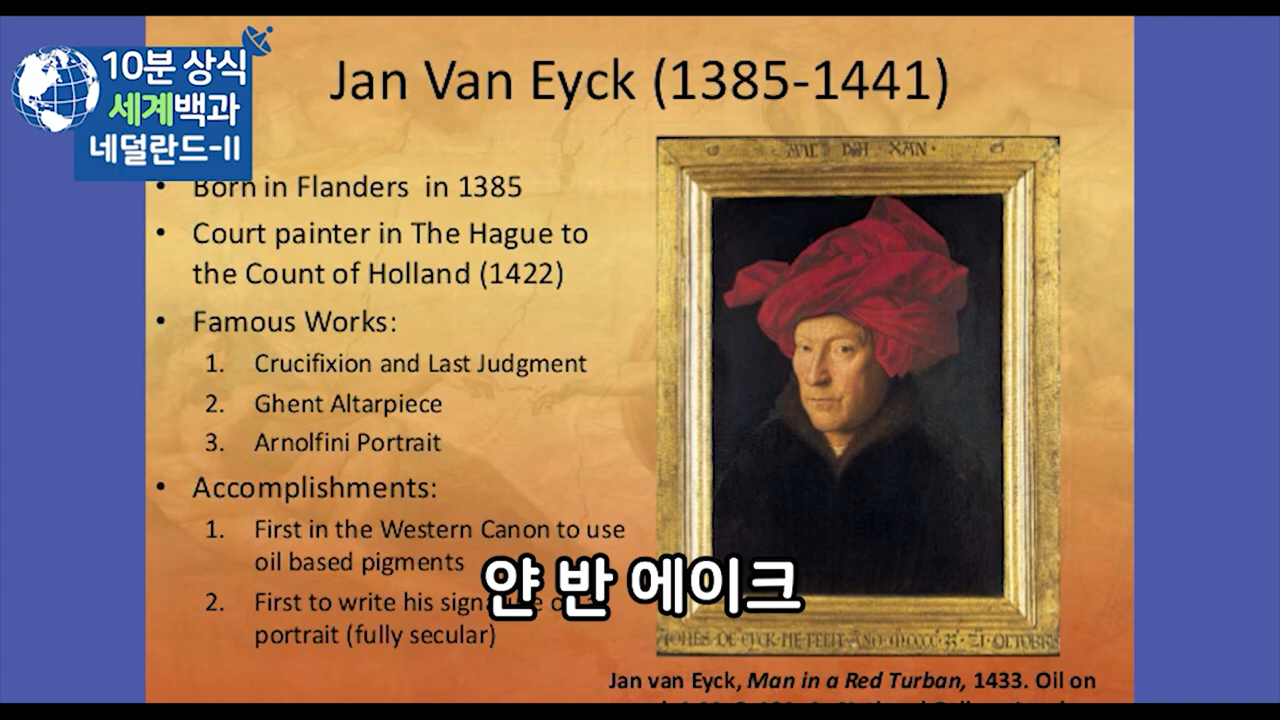 10분 상식
세계백과
네덜란드-II
Jan Van Eyck (1385-1441)
• Born in Flanders in 1385
• Court painter in The Hague to
the Count of Holland (1422)
• Famous Works:
1. Crucifixion and Last Judgment
2. Ghent Altarpiece
3. Arnolfini Portrait
• Accomplishments:
1. First in the Western Canon to use
oil based pigments
2. First to write his
portrait (fully secular)
얀 반 에이크
XAN
Jan van Eyck, Man in a Red Turban, 1433. Oil on